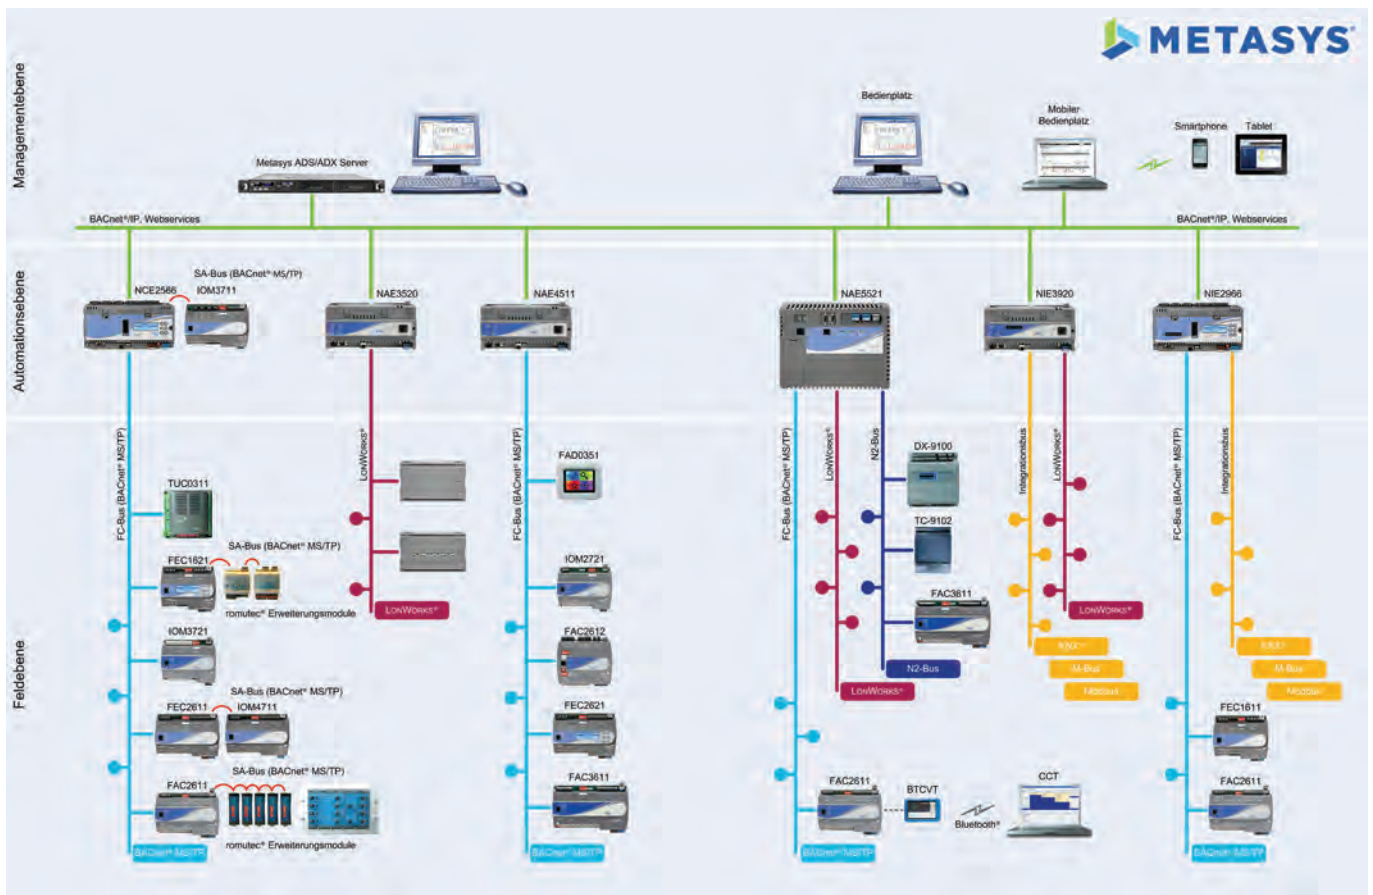 METASYS
Managementebene
Bedienplatz
Mobiler
Bedienplatz
Smartphone
Tablet
Metasys ADS/ADX Server
BACnet®/IP, Webservices
BACnet®/IP, Webservices
Automationsebene
SA-Bus (BACnet® MS/TP)
NCE2566
IOM3711
NAE3520
NAE4511
NAE5521
NIE3920
NIE2966
Feldebene
FC-Bus (BACnet® MS/TP)
TUC0311
SA-Bus (BACnet® MS/TP)
FEC1621
romutec® Erweiterungsmodule
IOM3721
SA-Bus (BACnet® MS/TP)
FEC2611
IOM4711
SA-Bus (BACnet® MS/TP)
FAC2611
romutec® Erweiterungsmodule
BACnet® MS/TP
LONWORKS®
LONWORKS®
FC-Bus (BACnet® MS/TP)
FAD0351
IOM2721
FAC2612
FEC2621
FAC3611
BACnet® MS/TP
FC-Bus (BACnet® MS/TP)
LONWORKS®
N2-Bus
DX-9100
TC-9102
FAC3611
N2-Bus
LONWORKS®
FAC2611
BTCVT
Bluetooth®
CCT
BACnet® MS/TP
Integrationsbus
LONWORKS®
LONWORKS®
M-Bus
Modbus
FC-Bus (BACnet® MS/TP)
Integrationsbus
M-Bus
Modbus
FEC1611
FAC2611
BACnet® MS/TP